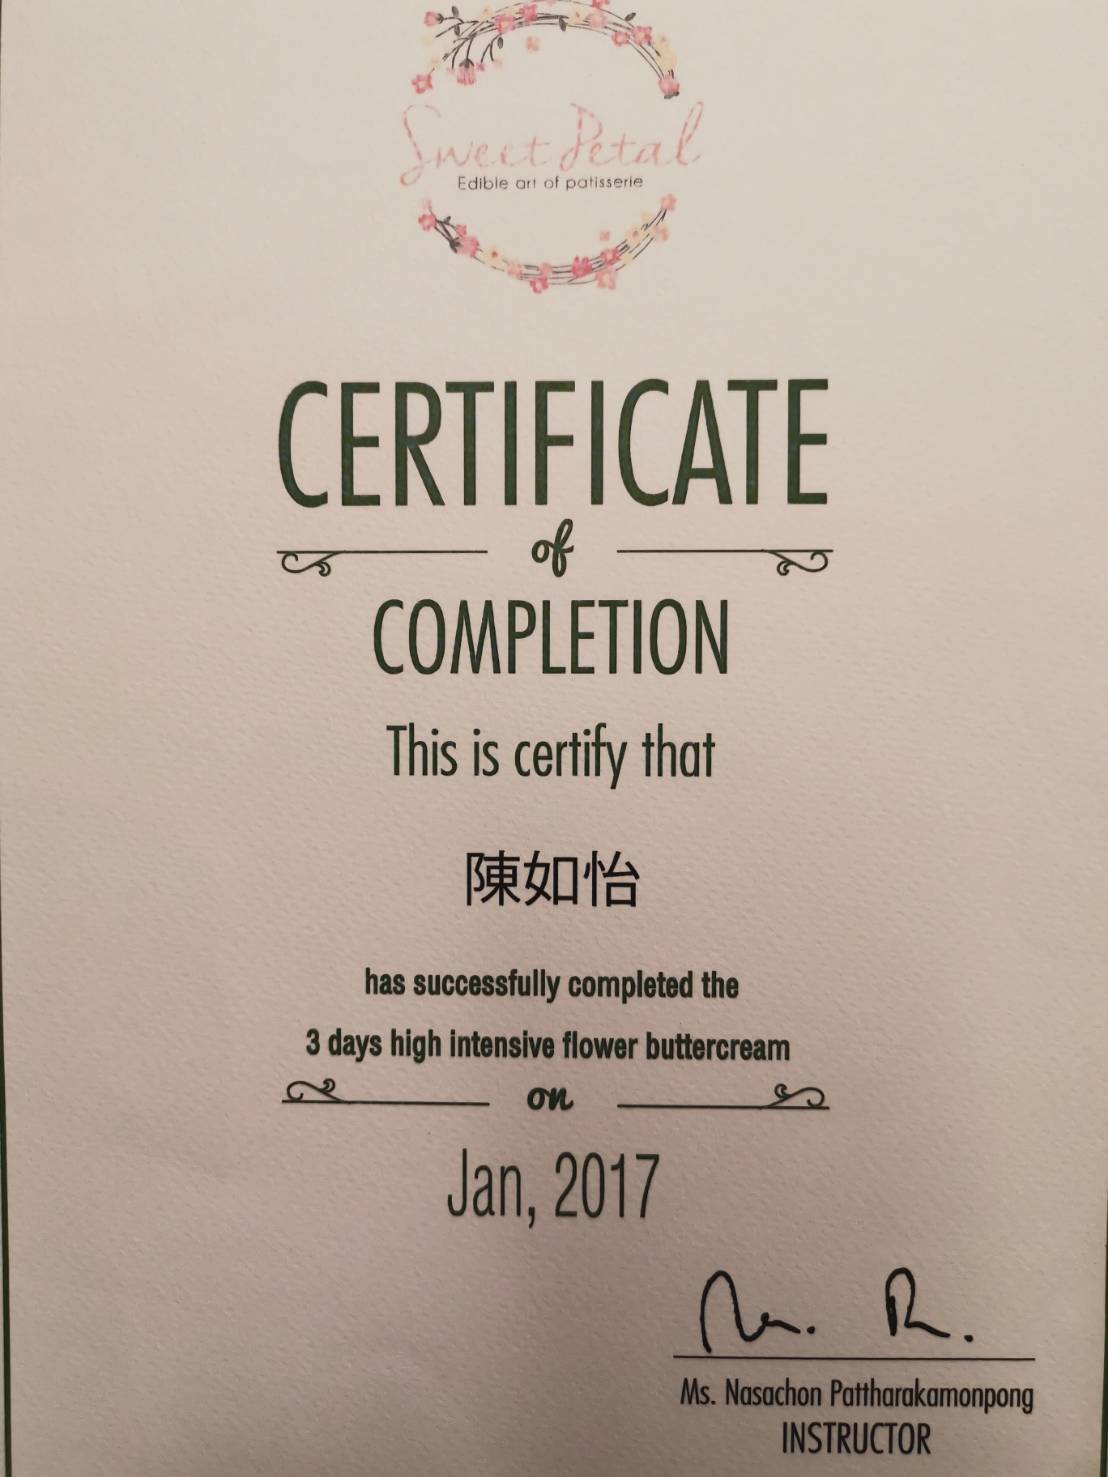 Sweet Petal
Edible art of patisserie
CERTIFICATE
of
COMPLETION
This is certify that
陳如怡
has successfully completed the
3 days high intensive flower buttercream
on
Jan, 2017
Ms. Nasachon Pattharakamonpong
INSTRUCTOR